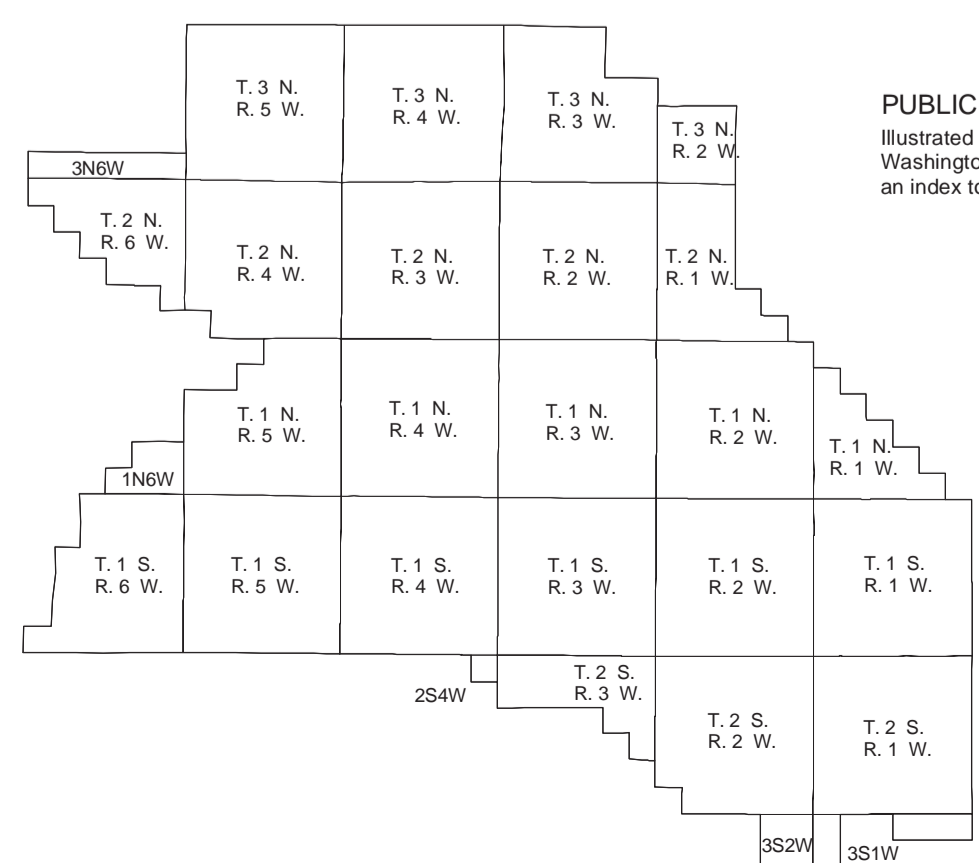 PUBLIC
Illustrated
Washingto
an index to
T. 3 N.
R. 5 W.
T. 3 N.
R. 4 W.
T. 3 N.
R. 3 W.
T. 3 N.
R. 2 W.
3N6W
T. 2 N.
R. 6 W.
T. 2 N.
R. 4 W.
T. 2 N.
R. 3 W.
T. 2 N.
R. 2 W.
T. 2 N.
R. 1 W.
T. 1 N.
R. 5 W.
T. 1 N.
R. 4 W.
T. 1 N.
R. 3 W.
T. 1 N.
R. 2 W.
T. 1 N.
R. 1 W.
1N6W
T. 1 S.
R. 6 W.
T. 1 S.
R. 5 W.
T. 1 S.
R. 4 W.
T. 1 S.
R. 3 W.
T. 1 S.
R. 2 W.
T. 1 S.
R. 1 W.
2S4W
T. 2 S.
R. 3 W.
T. 2 S.
R. 2 W.
T. 2 S.
R. 1 W.
3S2W
3S1W